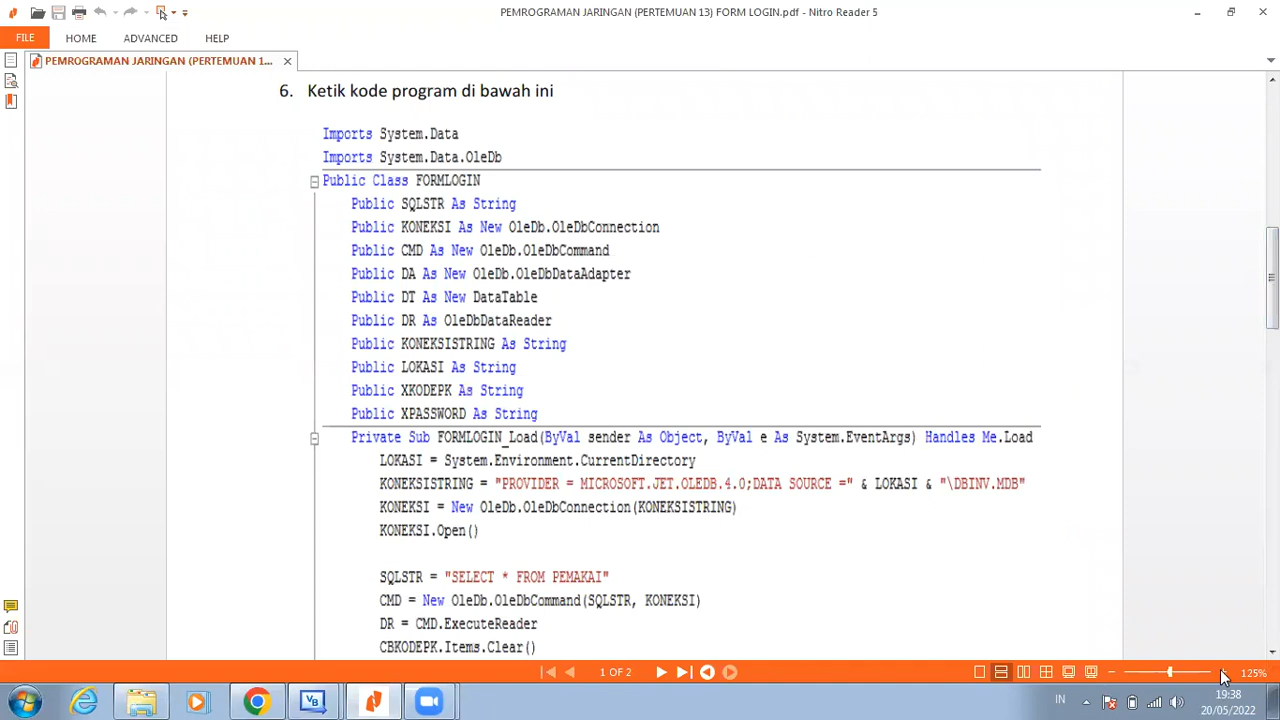 PEMROGRAMAN JARINGAN (PERTEMUAN 13) FORM LOGIN.pdf - Nitro Reader 5
FILE HOME ADVANCED HELP
PEMROGRAMAN JARINGAN (PERTEMUAN 1...
6. Ketik kode program di bawah ini
Imports System.Data
Imports System.Data.OleDb
Public Class FORMLOGIN
Public SQLSTR As String
Public KONEKSI As New OleDb.OleDbConnection
Public CMD As New OleDb.OleDbCommand
Public DA As New OleDb.OleDbDataAdapter
Public DT As New DataTable
Public DR As OleDbDataReader
Public KONEKSISTRING As String
Public LOKASI As String
Public XKODEPK As String
Public XPASSWORD As String
Private Sub FORMLOGIN_Load(ByVal sender As Object, ByVal e As System.EventArgs) Handles Me.Load
LOKASI = System.Environment.CurrentDirectory
KONEKSISTRING = "PROVIDER = MICROSOFT.JET.OLEDB.4.0;DATA SOURCE =" & LOKASI & "\DBINV.MDB"
KONEKSI = New OleDb.OleDbConnection(KONEKSISTRING)
KONEKSI.Open()
SQLSTR = "SELECT * FROM PEMAKAI"
CMD = New OleDb.OleDbCommand(SQLSTR, KONEKSI)
DR = CMD.ExecuteReader
CBKODEPK.Items.Clear()
1 OF 2
125%
IN
19:38
20/05/2022